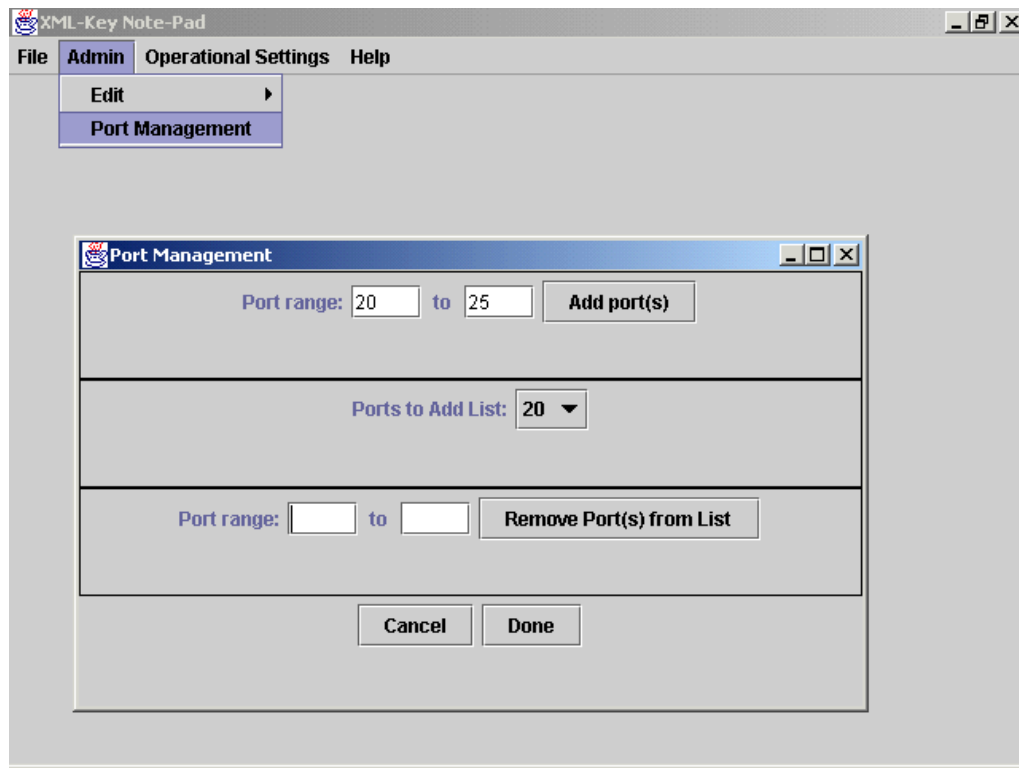 XML-Key Note-Pad
File Admin Operational Settings Help
Edit
Port Management
Port Management
Port range: 20 to 25 Add port(s)
Ports to Add List: 20
Port range: to Remove Port(s) from List
Cancel Done